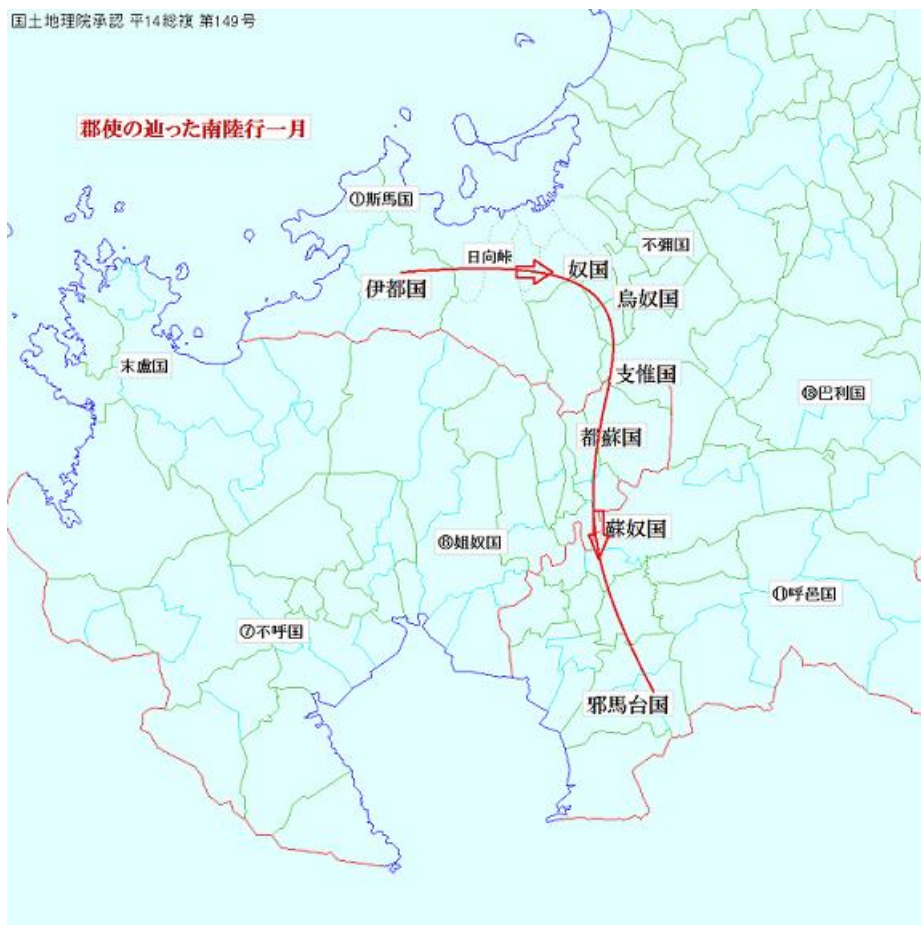 国土地理院承認 平14総複 第149号
郡使の辿った南陸行一月
①斯馬国
不彌国
日向峠
奴国
伊都国
烏奴国
末盧国
支惟国
⑱巴利国
都蘇国
蘇奴国
⑥姐奴国
⑪呼邑国
⑦不呼国
邪馬台国